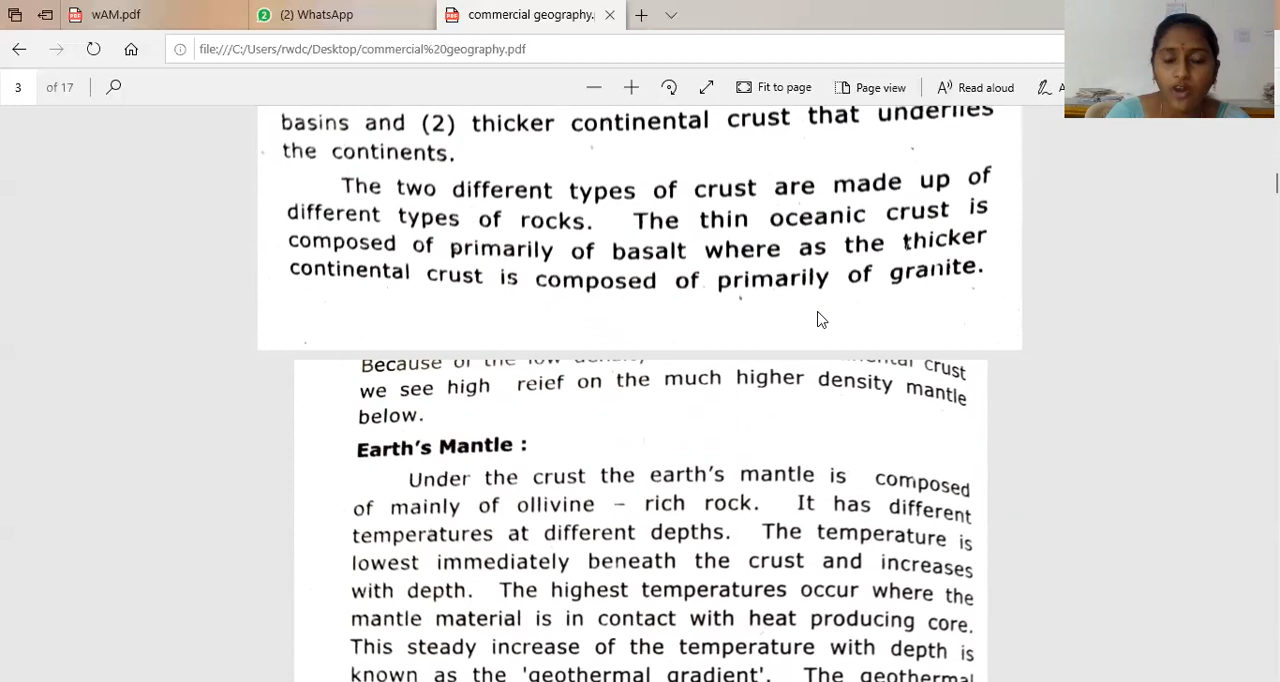 wAM.pdf
2 (2) WhatsApp
commercial geography.
file:///C:/Users/rwdc/Desktop/commercial%20geography.pdf
3 of 17
Fit to page
Page view
A Read aloud
basins and (2) thicker continental crust that underlies
the continents.
The two different types of crust are made up of
different types of rocks. The thin oceanic crust is
composed of primarily of basalt where as the thicker
continental crust is composed of primarily of granite.
Because of the low crust
we see high reief on the much higher density mantle
below.
Earth's Mantle :
Under the crust the earth's mantle is composed
of mainly of ollivine – rich rock. It has different
temperatures at different depths. The temperature is
lowest immediately beneath the crust and increases
with depth. The highest temperatures occur where the
mantle material is in contact with heat producing core.
This steady increase of the temperature with depth is
known as the 'geothermal gradient'. The geothermal